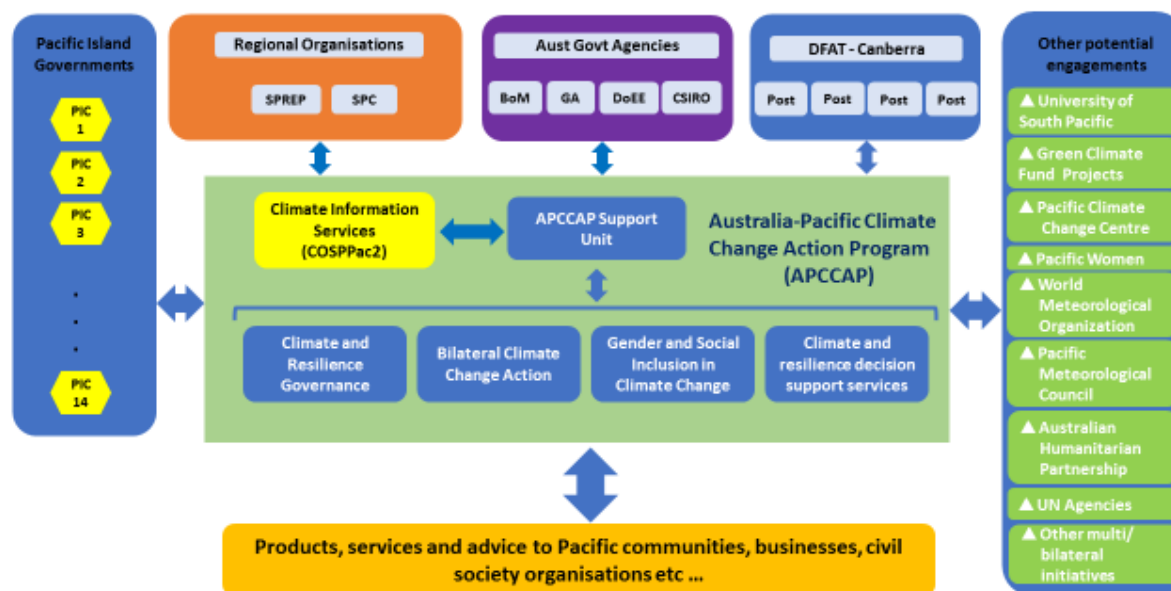 Pacific Island
Governments
PIC
1
PIC
2
PIC
3
.
.
.
PIC
14
Regional Organisations
SPREP
SPC
Aust Govt Agencies
BoM
GA
DoEE
CSIRO
DFAT - Canberra
Post
Post
Post
Post
Climate Information
Services
(COSPPac2)
APCCAP Support
Unit
Australia-Pacific Climate
Change Action Program
(APCCAP)
Climate and
Resilience
Governance
Bilateral Climate
Change Action
Gender and Social
Inclusion in
Climate Change
Climate and
resilience decision
support services
Products, services and advice to Pacific communities, businesses, civil
society organisations etc ...
Other potential
engagements
University of
South Pacific
Green Climate
Fund Projects
Pacific Climate
Change Centre
Pacific Women
World
Meteorological
Organization
Pacific
Meteorological
Council
Australian
Humanitarian
Partnership
UN Agencies
Other multi/
bilateral
initiatives